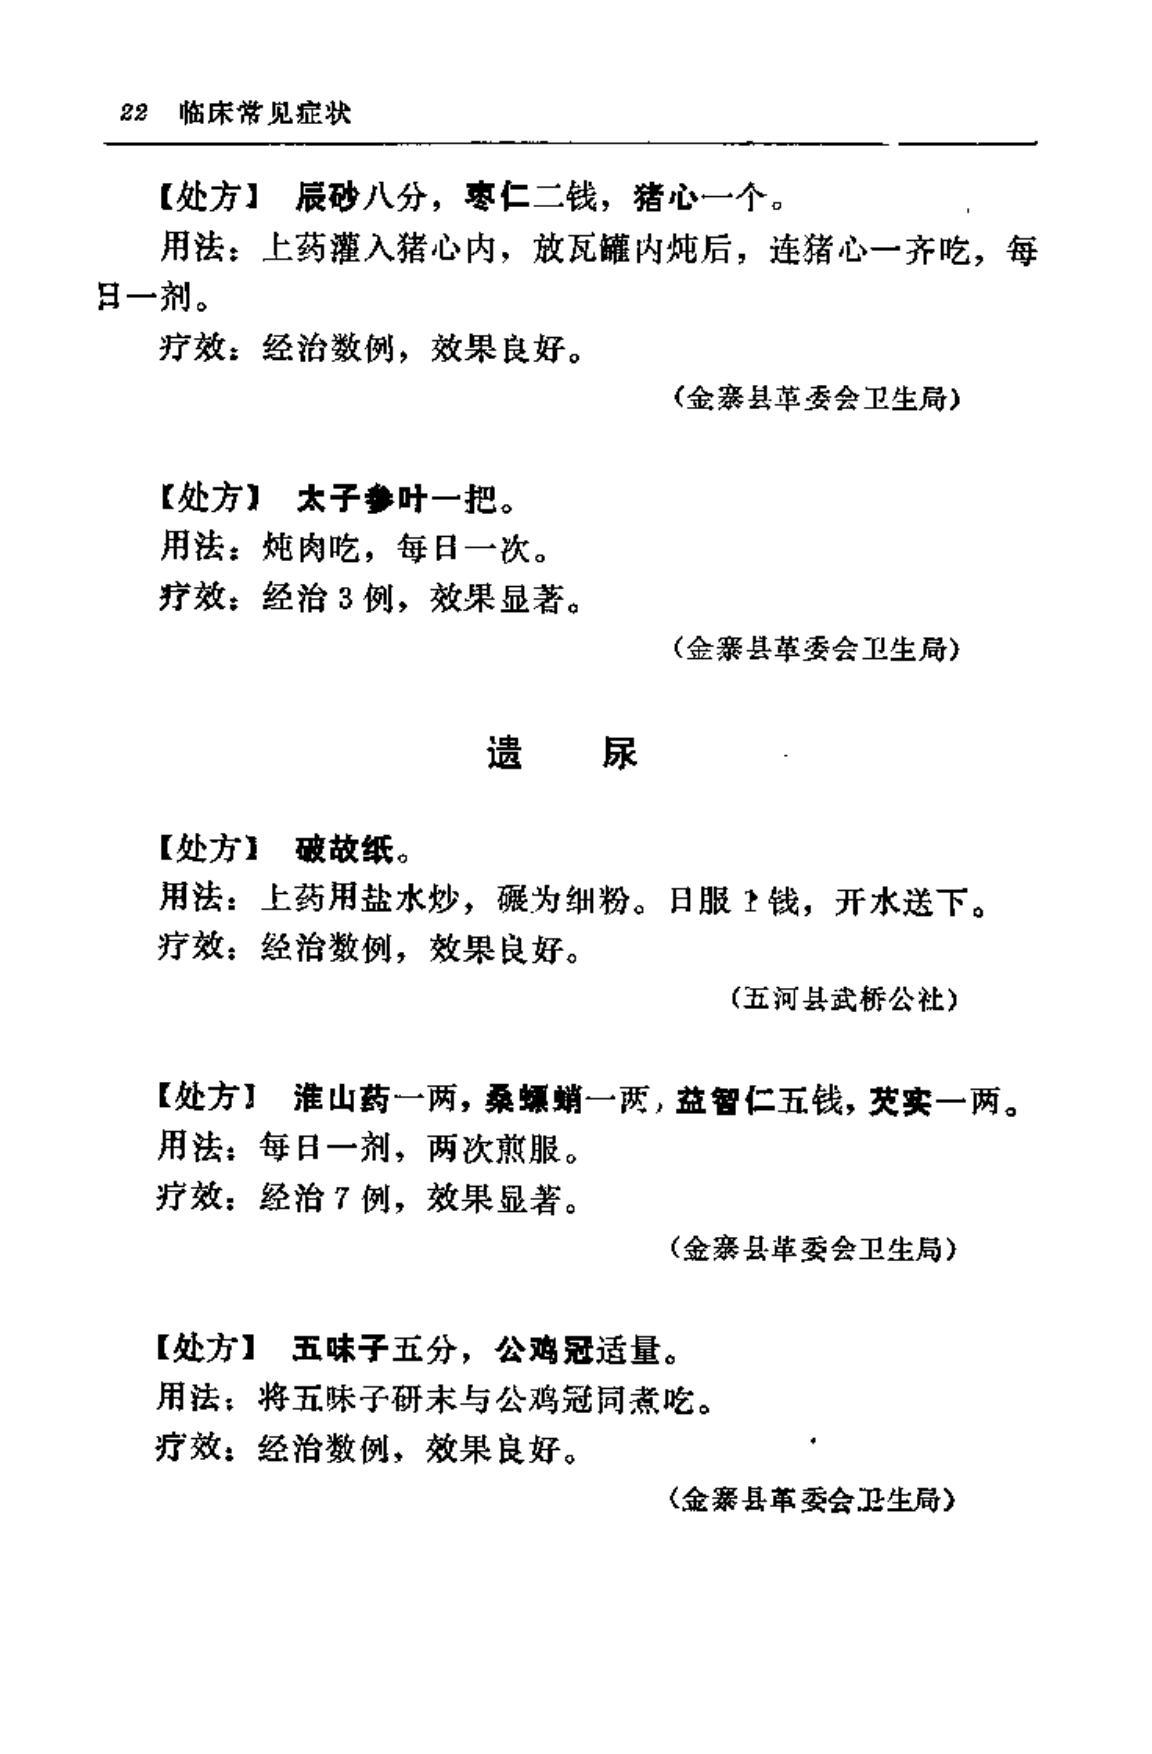 22 临床常见症状
【处方】 辰砂八分，枣仁二钱，猪心一个。
用法：上药灌入猪心内，放瓦罐内炖后，连猪心一齐吃，每
日一剂。
疗效：经治数例，效果良好。
（金寨县革委会卫生局）
【处方】 太子参叶一把。
用法：炖肉吃，每日一次。
疗效：经治3例，效果显著。
（金寨县革委会卫生局）
遗 尿
【处方】 破故纸。
用法：上药用盐水炒，碾为细粉。日服 钱，开水送下。
疗效：经治数例，效果良好。
（五河县武桥公社）
【处方】 淮山药一两，桑螵蛸一两，益智仁五钱，芡实一两。
用法：每日一剂，两次煎服。
疗效：经治7例，效果显著。
（金寨县革委会卫生局）
【处方】 五味子五分，公鸡冠适量。
用法：将五味子研末与公鸡冠同煮吃。
疗效：经治数例，效果良好。
（金寨县革委会卫生局）